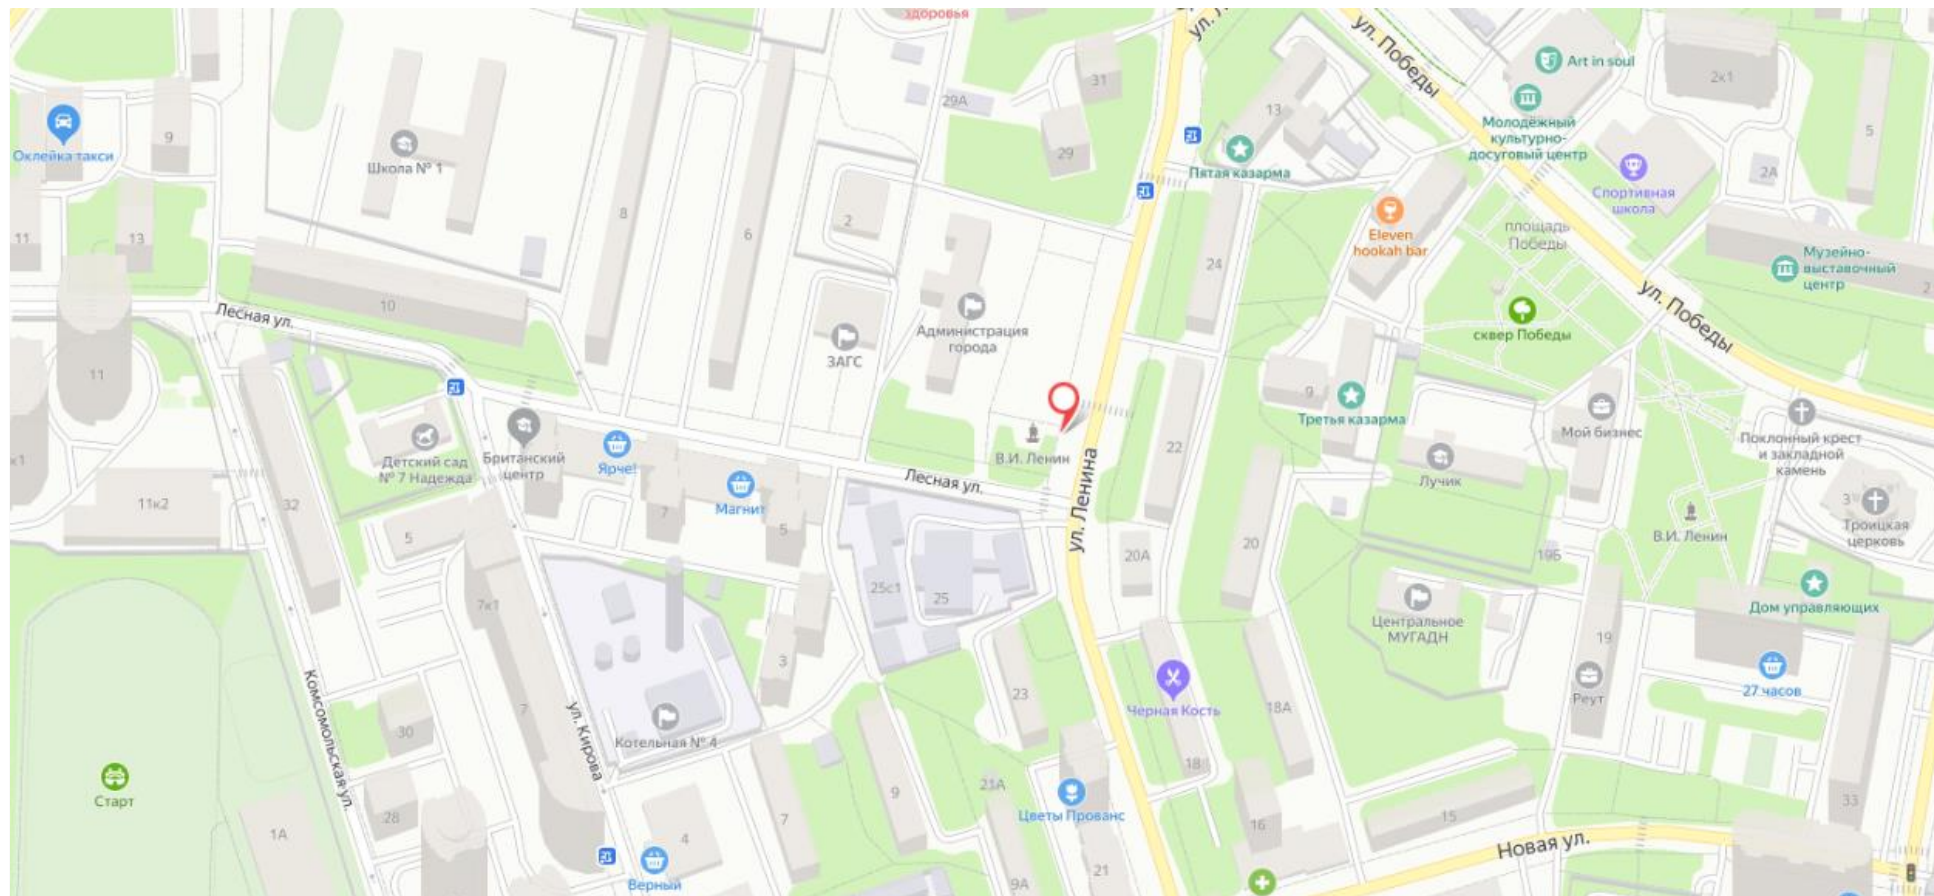 здоровья
ул. Победы
Art in soul
2к1
31
29А
13
Молодёжный
культурно-
досуговый центр
5
Оклейка такси
9
Школа № 1
29
Пятая казарма
2А
Спортивная
школа
8
2
6
11
13
Eleven
hookah bar
площадь
Победы
24
Музейно-
выставочный
центр
2
ул. Победы
10
Лесная ул.
Администрация
города
ЗАГС
сквер Победы
11
9
Третья казарма
Мой бизнес
Поклонный крест
и закладной
камень
22
В.И. Ленин
Детский сад
№ 7 Надежда
Британский
центр
Ярче!
Лесная ул.
Лучик
к1
11к2
32
Магнит
7
5
ул. Ленина
3
Троицкая
церковь
В.И. Ленин
5
20А
20
19Б
25с1
25
7к1
Центральное
МУГАДН
Дом управляющих
19
3
23
Черная Кость
18А
Реут
27 часов
Комсомольская ул.
7
ул. Кирова
30
Котельная № 4
18
Старт
9
23А
Цветы Прованс
33
28
1А
7
4
16
15
Новая ул.
Верный
9А
21